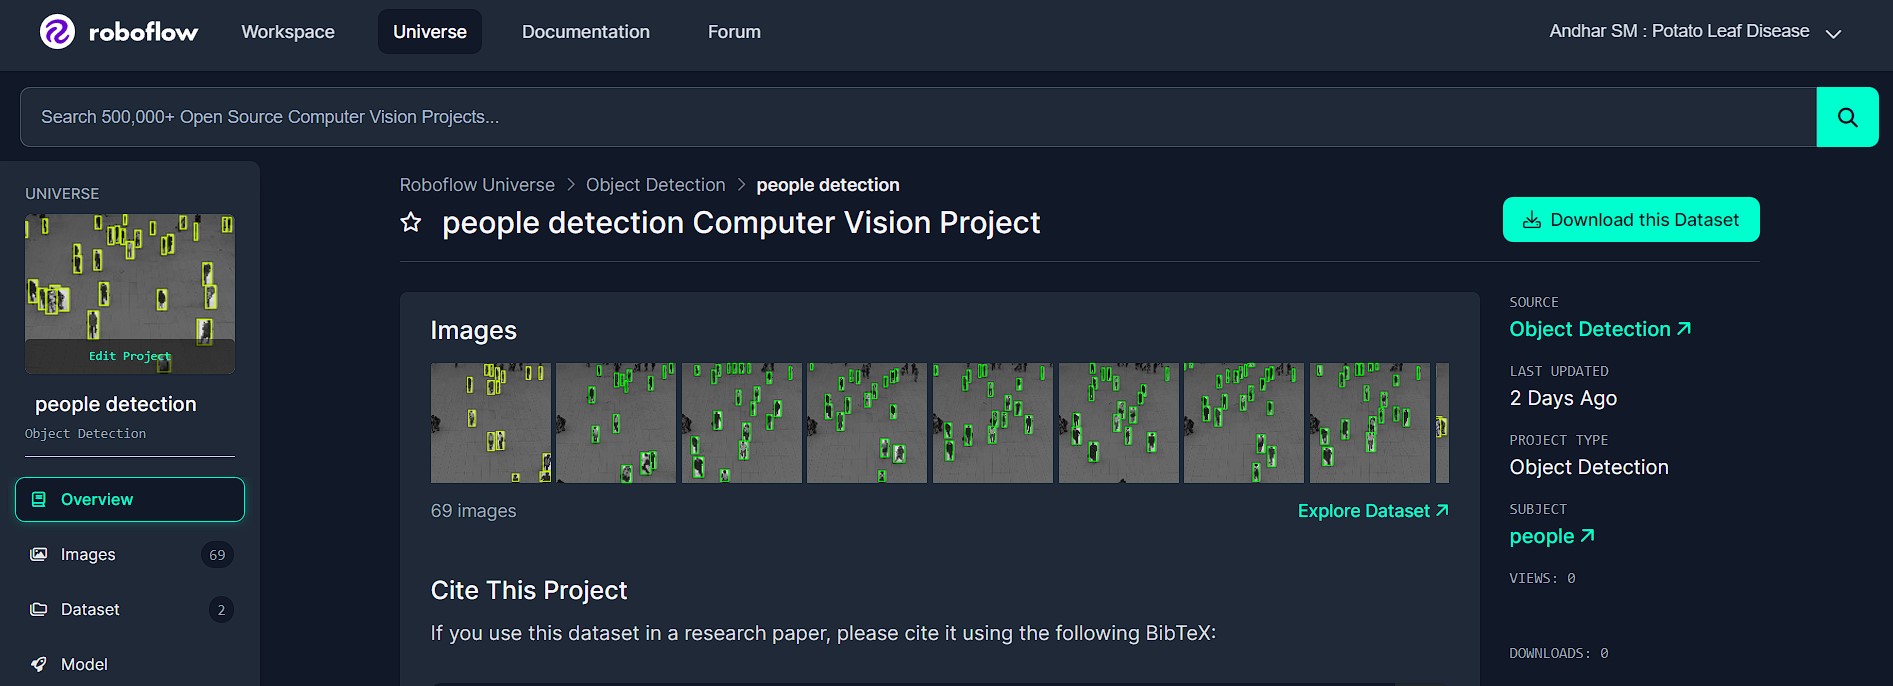 roboflow Workspace Universe Documentation Forum Andhar SM : Potato Leaf Disease
Search 500,000+ Open Source Computer Vision Projects...
UNIVERSE
Edit Project
people detection
Object Detection
Overview
Images 69
Dataset 2
Model
Roboflow Universe > Object Detection > people detection
people detection Computer Vision Project
Download this Dataset
Images
69 images
Explore Dataset
Cite This Project
If you use this dataset in a research paper, please cite it using the following BibTeX:
SOURCE
Object Detection
LAST UPDATED
2 Days Ago
PROJECT TYPE
Object Detection
SUBJECT
people
VIEWS: 0
DOWNLOADS: 0